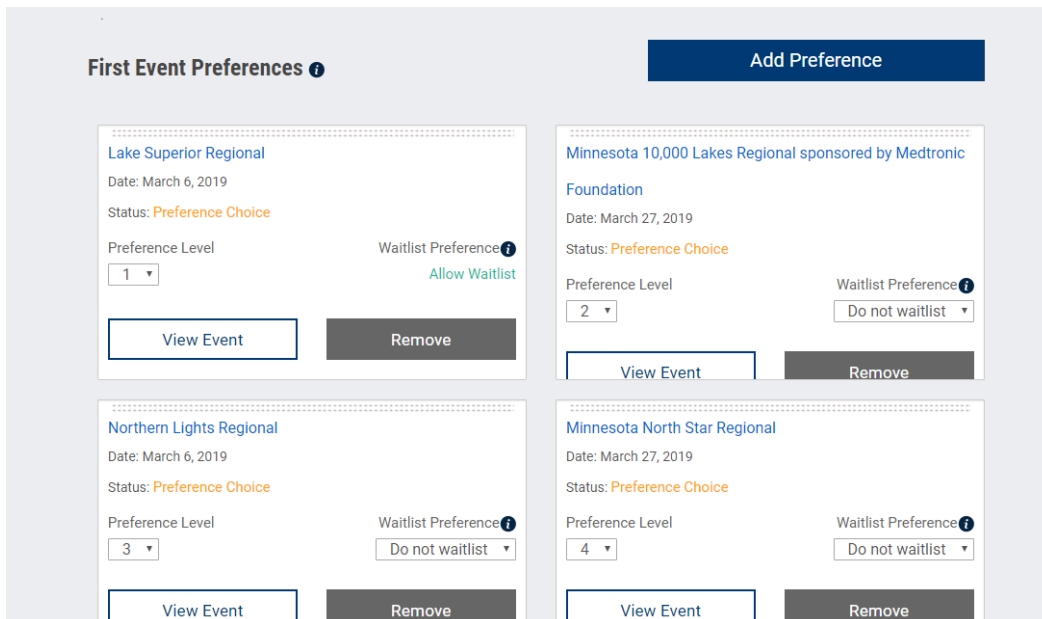 First Event Preferences i
Add Preference
Lake Superior Regional
Date: March 6, 2019
Status: Preference Choice
Preference Level
Waitlist Preference i
1
Allow Waitlist
View Event
Remove
Minnesota 10,000 Lakes Regional sponsored by Medtronic
Foundation
Date: March 27, 2019
Status: Preference Choice
Preference Level
Waitlist Preference i
2
Do not waitlist
View Event
Remove
Northern Lights Regional
Date: March 6, 2019
Status: Preference Choice
Preference Level
Waitlist Preference i
3
Do not waitlist
View Event
Remove
Minnesota North Star Regional
Date: March 27, 2019
Status: Preference Choice
Preference Level
Waitlist Preference i
4
Do not waitlist
View Event
Remove